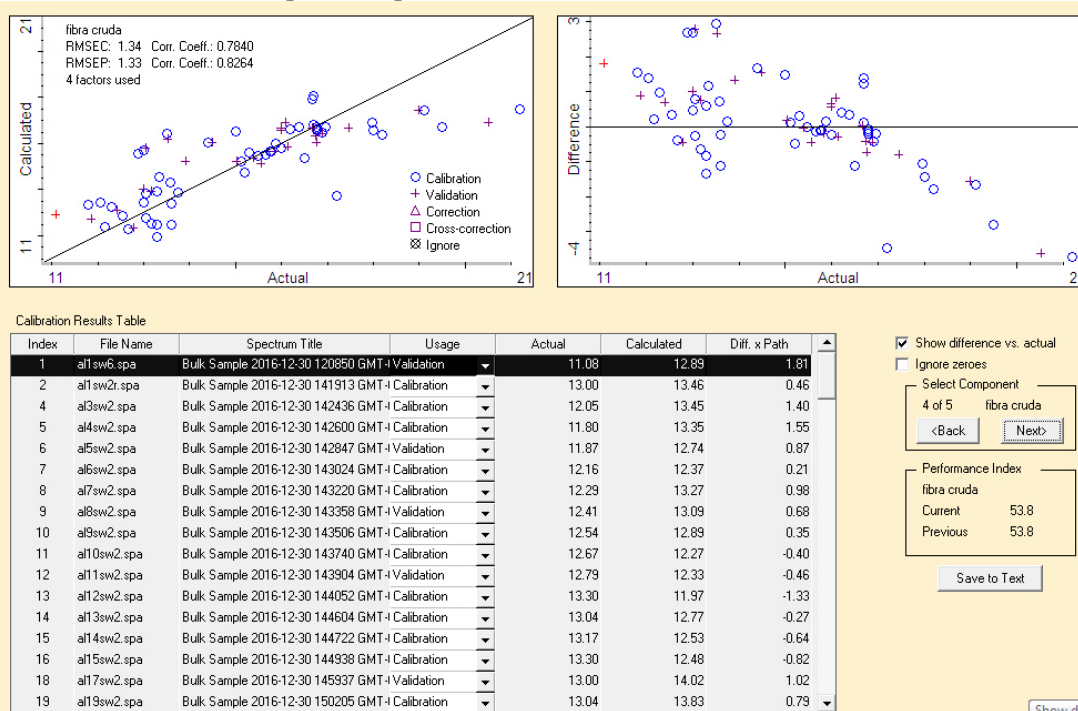 21
fibra cruda
RMSEC: 1.34 Corr. Coeff.: 0.7840
RMSEP: 1.33 Corr. Coeff.: 0.8264
4 factors used
Calculated
Calibration
Validation
Correction
Cross-correction
Ignore
11
11 Actual 21
3
Difference
-4
11 Actual 2
Calibration Results Table
Index File Name Spectrum Title Usage Actual Calculated Diff. x Path
1 al1sw6.spa Bulk Sample 2016-12-30 120850 GMT-( Validation 11.08 12.89 1.81
2 al1sw2r.spa Bulk Sample 2016-12-30 141913 GMT-( Calibration 13.00 13.46 0.46
4 al3sw2.spa Bulk Sample 2016-12-30 142436 GMT-( Calibration 12.05 13.45 1.40
5 al4sw2.spa Bulk Sample 2016-12-30 142600 GMT-( Calibration 11.80 13.35 1.55
6 al5sw2.spa Bulk Sample 2016-12-30 142847 GMT-( Validation 11.87 12.74 0.87
7 al6sw2.spa Bulk Sample 2016-12-30 143024 GMT-( Calibration 12.16 12.37 0.21
8 al7sw2.spa Bulk Sample 2016-12-30 143220 GMT-( Calibration 12.29 13.27 0.98
9 al8sw2.spa Bulk Sample 2016-12-30 143358 GMT-( Validation 12.41 13.09 0.68
10 al9sw2.spa Bulk Sample 2016-12-30 143506 GMT-( Calibration 12.54 12.89 0.35
11 al10sw2.spa Bulk Sample 2016-12-30 143740 GMT-( Calibration 12.67 12.27 -0.40
12 al11sw2.spa Bulk Sample 2016-12-30 143904 GMT-( Validation 12.79 12.33 -0.46
13 al12sw2.spa Bulk Sample 2016-12-30 144052 GMT-( Calibration 13.30 11.97 -1.33
14 al13sw2.spa Bulk Sample 2016-12-30 144604 GMT-( Calibration 13.04 12.77 -0.27
15 al14sw2.spa Bulk Sample 2016-12-30 144722 GMT-( Calibration 13.17 12.53 -0.64
16 al15sw2.spa Bulk Sample 2016-12-30 144938 GMT-( Calibration 13.30 12.48 -0.82
18 al17sw2.spa Bulk Sample 2016-12-30 145937 GMT-( Validation 13.00 14.02 1.02
19 al19sw2.spa Bulk Sample 2016-12-30 150205 GMT-( Calibration 13.04 13.83 0.79
Show difference vs. actual
Ignore zeroes
Select Component
4 of 5 fibra cruda
<Back Next>
Performance Index
fibra cruda
Current 53.8
Previous 53.8
Save to Text
Show d